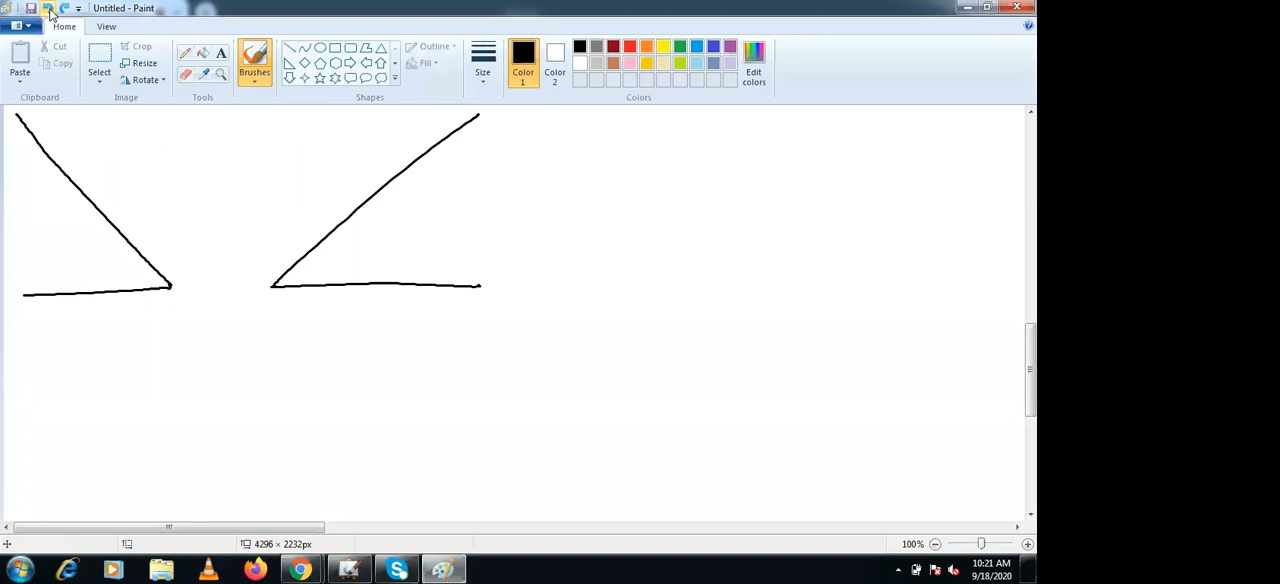 Untitled - Paint
Home View
Paste Cut Copy
Select Crop Resize Rotate
A
Brushes
Outline Fill
Size
Color 1 Color 2
Edit colors
Clipboard Image Tools Shapes Colors
4296 × 2232px
100%
10:21 AM
9/18/2020